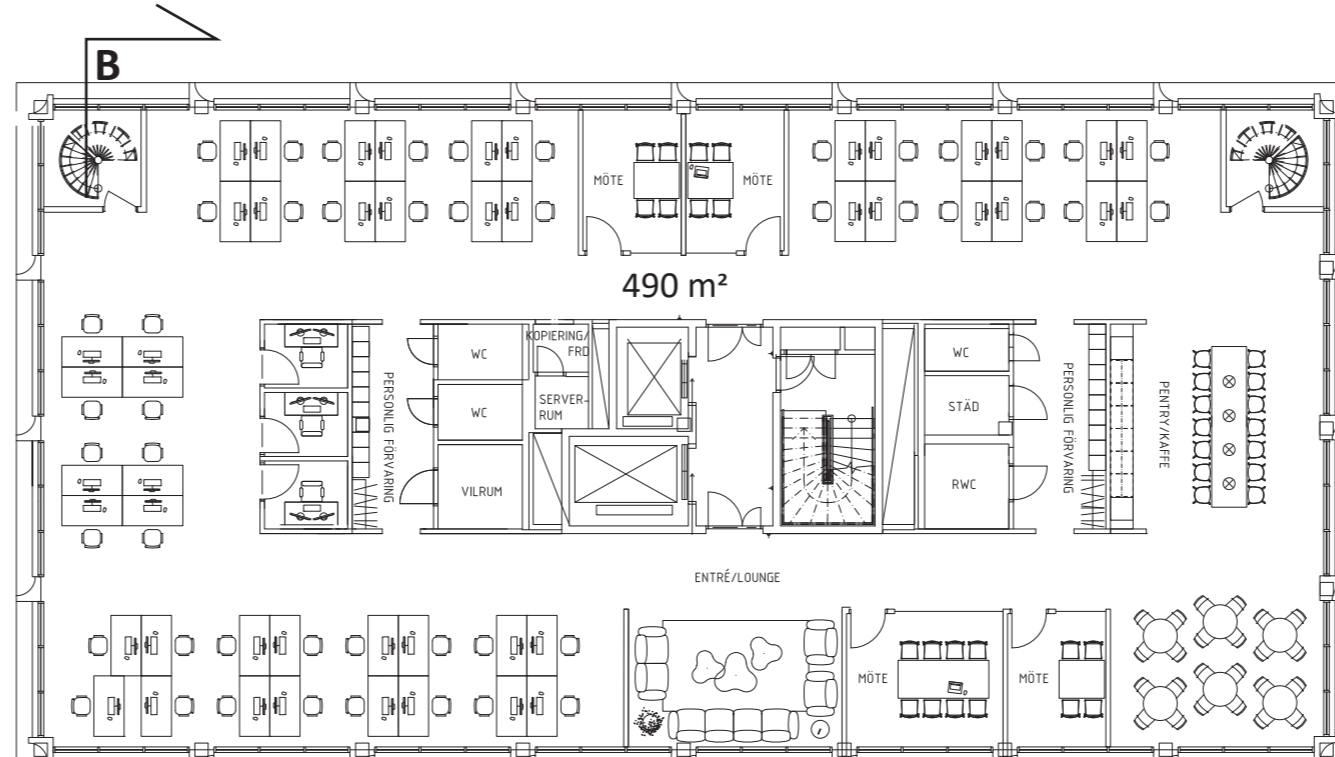 B
MÖTE
MÖTE
490 m²
KOPIERING/
FRD
WC
WC
PERSONLIG FÖRVARING
WC
SERVER-
RUM
STÄD
PERSONLIG FÖRVARING
PENTRY/KAFFE
VILRUM
RWC
ENTRÉ/LOUNGE
MÖTE
MÖTE